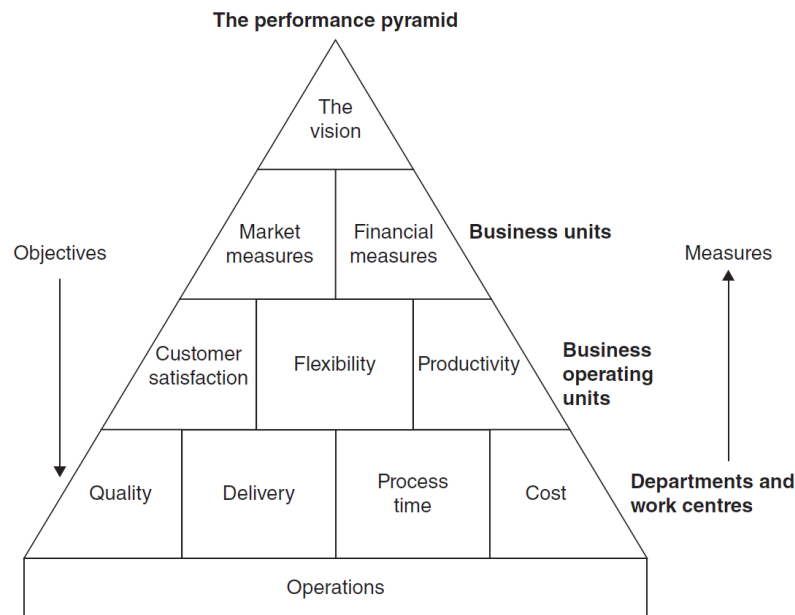 The performance pyramid
The
vision
Market
measures
Financial
measures
Business units
Objectives
Measures
Customer
satisfaction
Flexibility
Productivity
Business
operating
units
Quality
Delivery
Process
time
Cost
Departments and
work centres
Operations